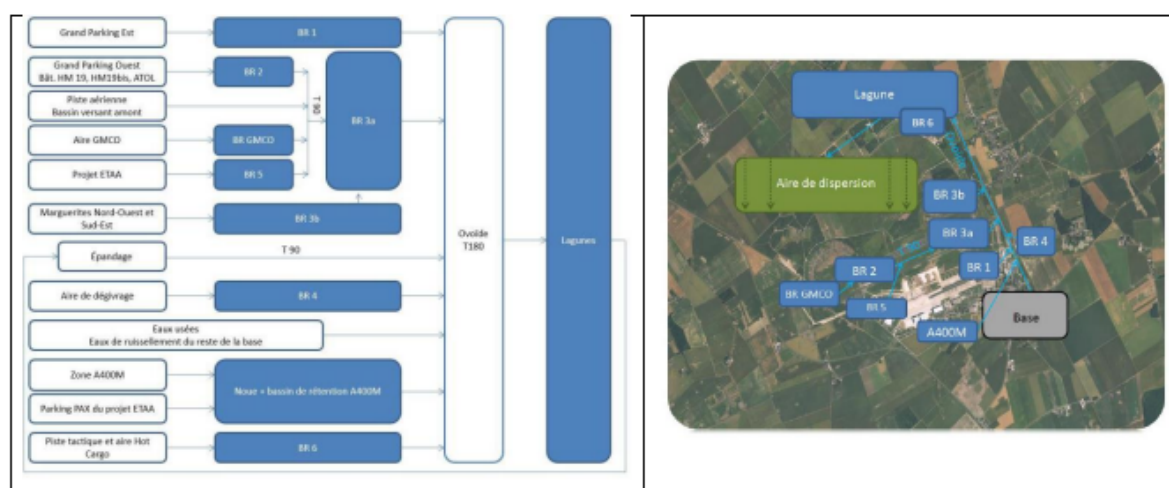 Grand Parking Est
BR 1
Grand Parking Ouest
Bât. HM 19, HM19bis, ATOL
BR 2
Piste aérienne
Bassin versant amont
T 90
BR 3a
Aire GMCO
BR GMCO
Projet ETAA
BR 5
Marguerites Nord-Ouest et
Sud-Est
BR 3b
Épandage
T 90
Ovoïde
T180
Lagunes
Aire de dégivrage
BR 4
Eaux usées
Eaux de ruissellement du reste de la base
Zone A400M
Noue + bassin de rétention A400M
Parking PAX du projet ETAA
Piste tactique et aire Hot
Cargo
BR 6
Lagune
BR 6
Aire de dispersion
BR 3b
BR 3a
BR 4
BR 2
BR 1
BR GMCO
BR 5
A400M
Base
T 90